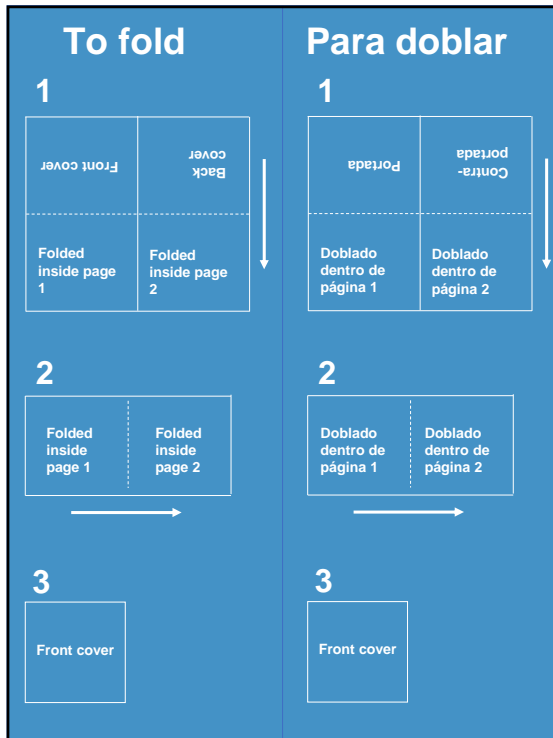 To fold
1
Front cover
Back
cover
Folded
inside page
1
Folded
inside page
2
2
Folded
inside
page 1
Folded
inside
page 2
3
Front cover
Para doblar
1
Portada
Contra-
portada
Doblado
dentro de
página 1
Doblado
dentro de
página 2
2
Doblado
dentro de
página 1
Doblado
dentro de
página 2
3
Front cover